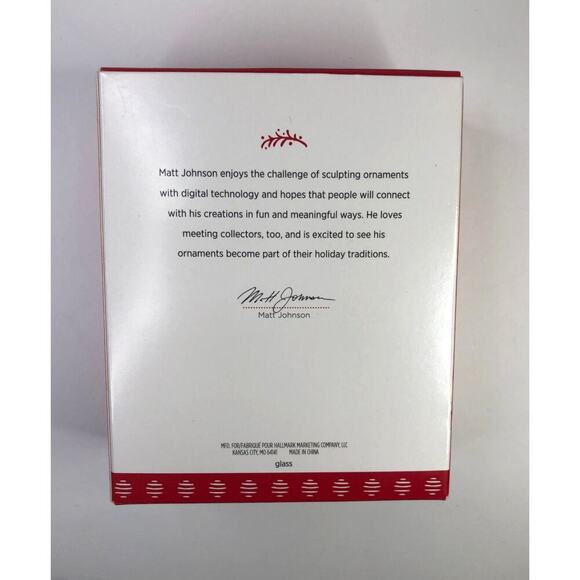 Matt Johnson enjoys the challenge of sculpting ornaments
with digital technology and hopes that people will connect
with his creations in fun and meaningful ways. He loves
meeting collectors, too, and is excited to see his
ornaments become part of their holiday traditions.
Matt Johnson
Matt Johnson
MFD. FOR/FABRIQUÉ POUR HALLMARK MARKETING COMPANY, LLC
KANSAS CITY, MO 64141 MADE IN CHINA
glass